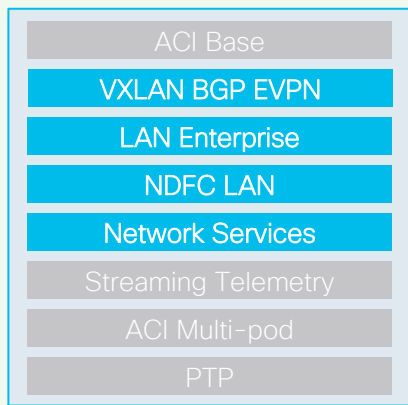 ACI Base
VXLAN BGP EVPN
LAN Enterprise
NDFC LAN
Network Services
Streaming Telemetry
ACI Multi-pod
PTP